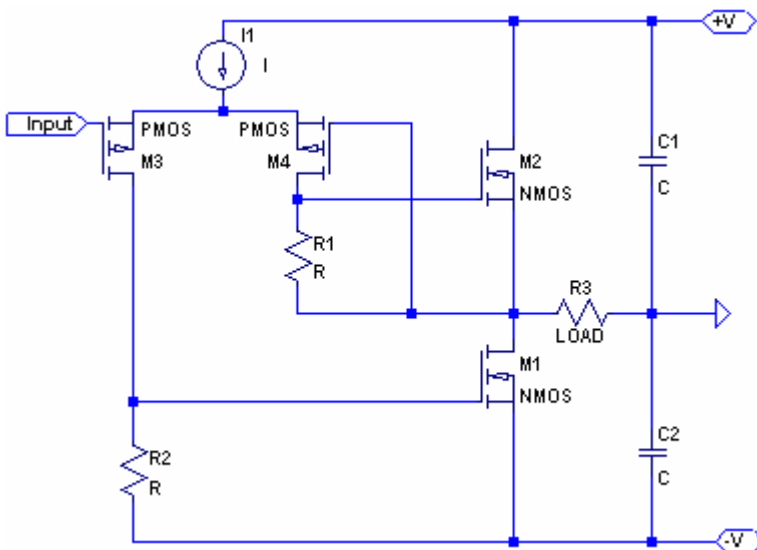 I1
I
+V
Input
PMOS
PMOS
M3
M4
M2
NMOS
C1
C
R1
R
R3
LOAD
M1
NMOS
R2
R
C2
C
-V